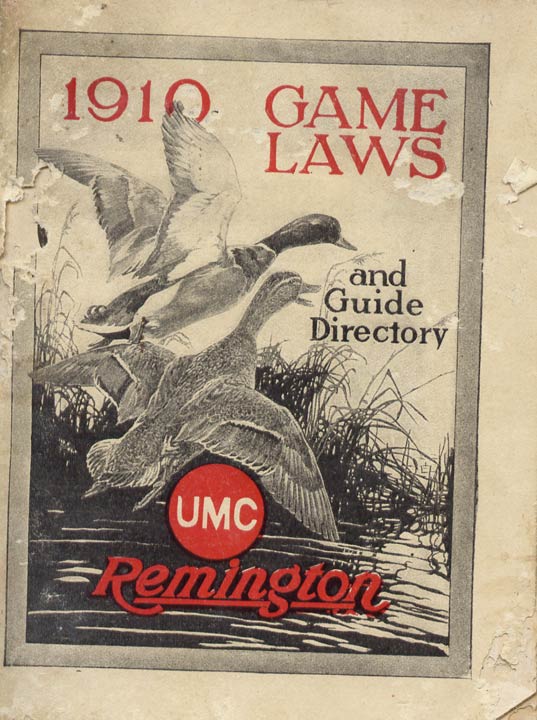 1910 GAME
LAWS
and
Guide
Directory
UMC
Remington